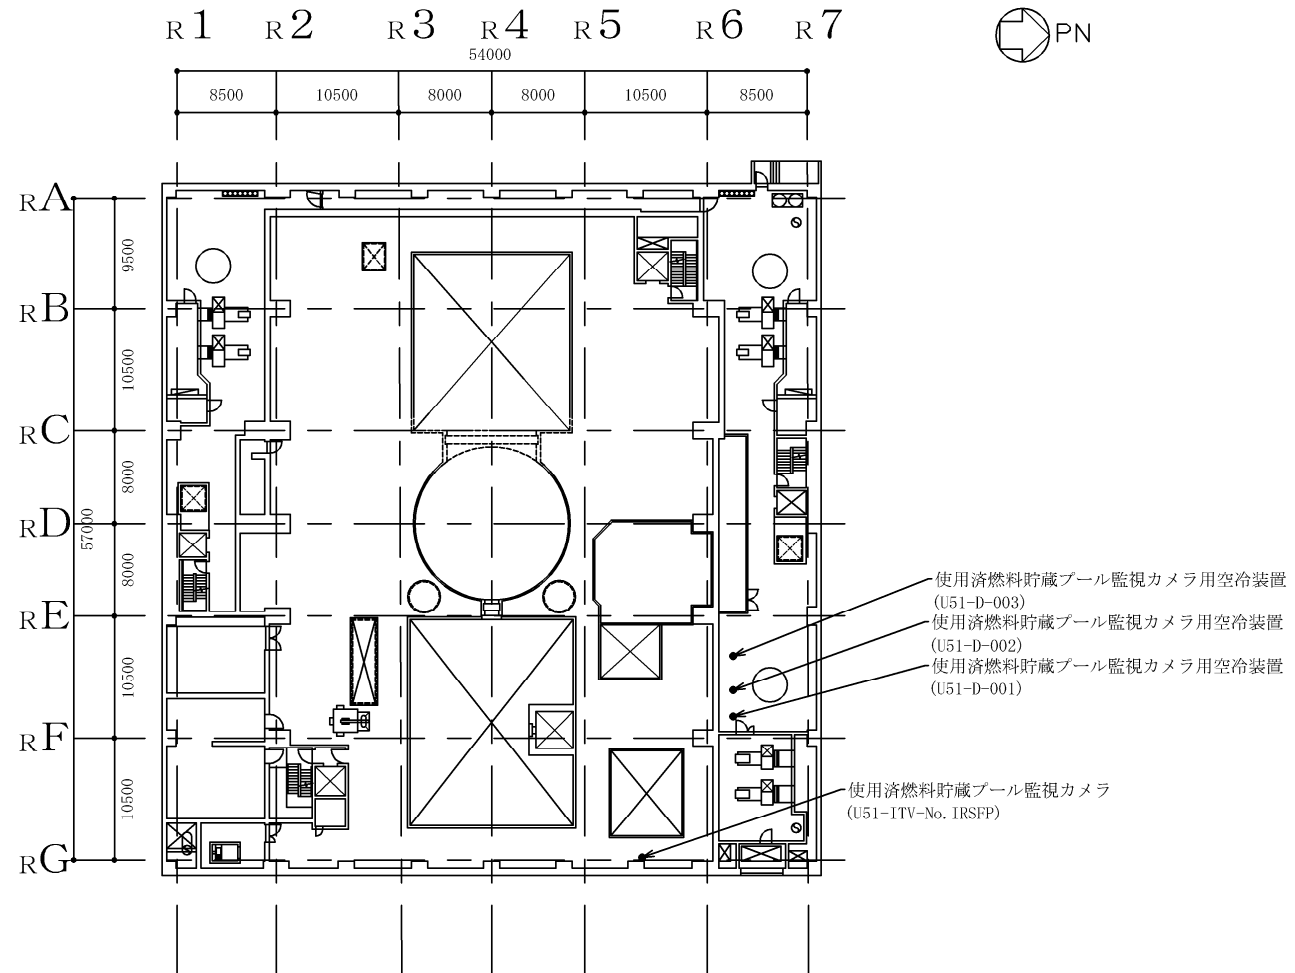 R1 R2 R3 R4 R5 R6 R7
PN
54000
8500 10500 8000 8000 10500 8500
RA
9500
RB
10500
RC
8000
RD
57000
8000
RE
10500
RF
10500
RG
使用済燃料貯蔵プール監視カメラ用空冷装置
(U51-D-003)
使用済燃料貯蔵プール監視カメラ用空冷装置
(U51-D-002)
使用済燃料貯蔵プール監視カメラ用空冷装置
(U51-D-001)
使用済燃料貯蔵プール監視カメラ
(U51-ITV-No.IRSFP)